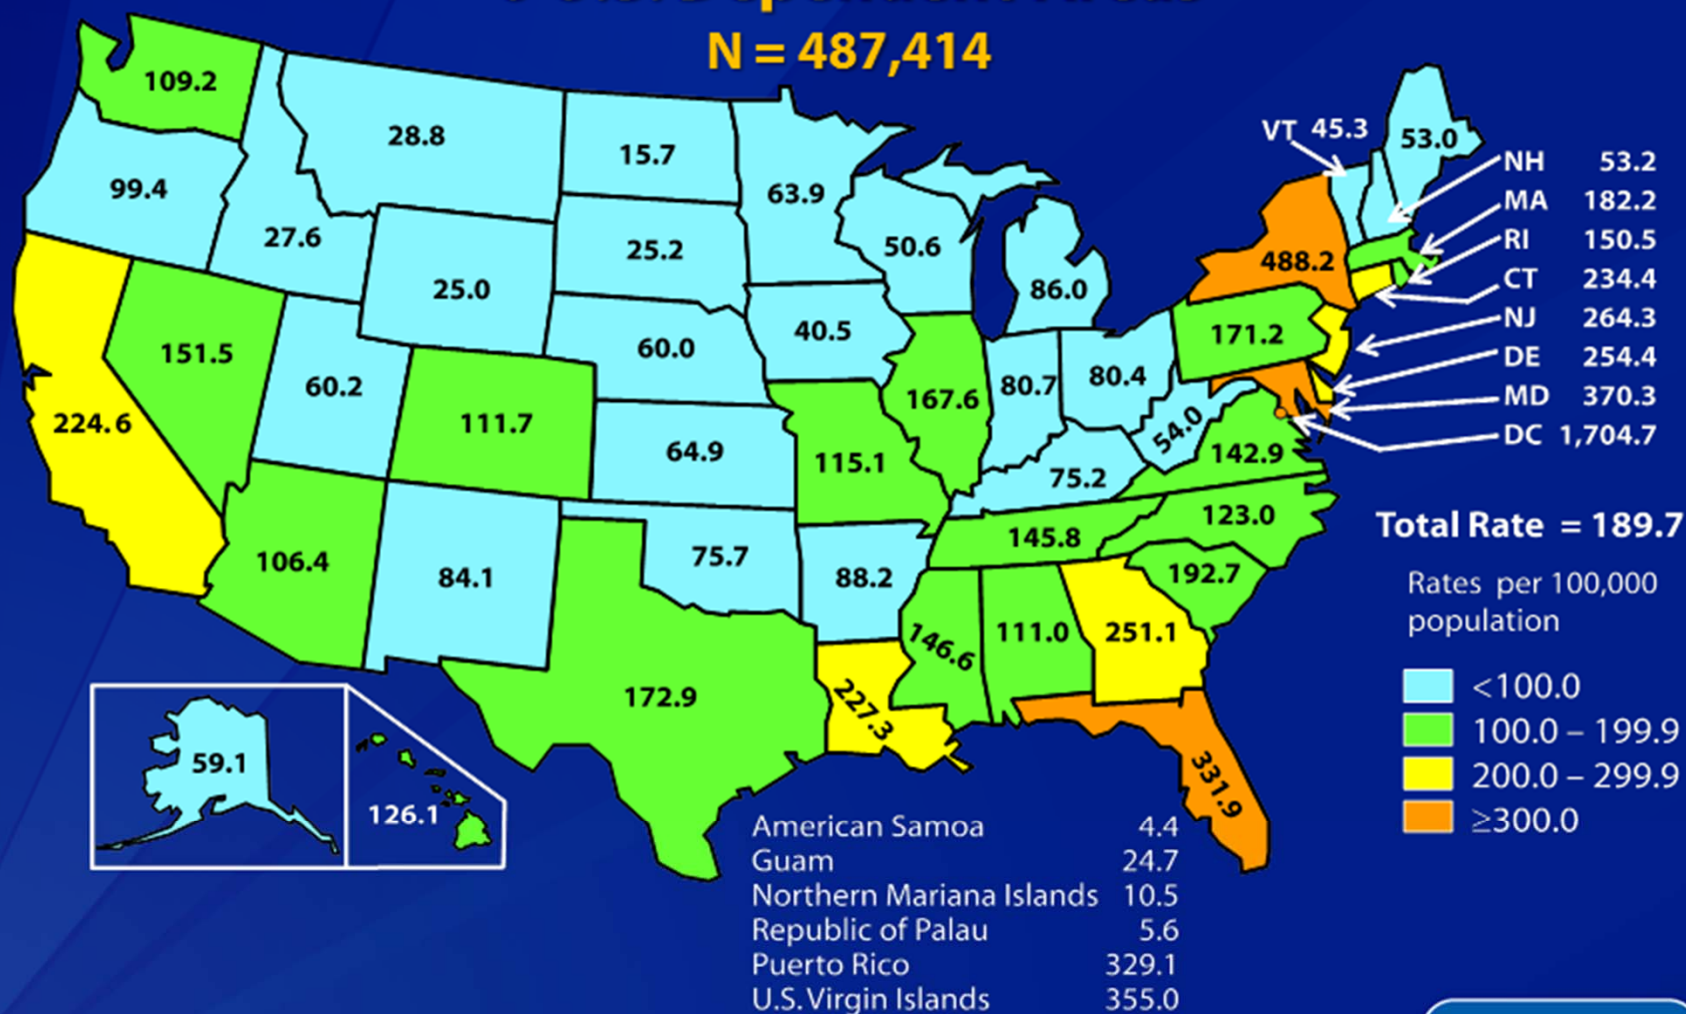 N = 487,414
109.2
28.8
15.7
63.9
VT 45.3
53.0
NH 53.2
99.4
27.6
25.0
25.2
50.6
86.0
488.2
MA 182.2
RI 150.5
CT 234.4
NJ 264.3
DE 254.4
MD 370.3
DC 1,704.7
151.5
60.2
60.0
40.5
171.2
224.6
111.7
64.9
115.1
167.6
80.7
80.4
54.0
142.9
75.2
106.4
84.1
75.7
88.2
145.8
123.0
192.7
172.9
227.3
146.6
111.0
251.1
331.9
59.1
126.1
Total Rate = 189.7
Rates per 100,000
population
<100.0
100.0 – 199.9
200.0 – 299.9
≥300.0
American Samoa 4.4
Guam 24.7
Northern Mariana Islands 10.5
Republic of Palau 5.6
Puerto Rico 329.1
U.S. Virgin Islands 355.0